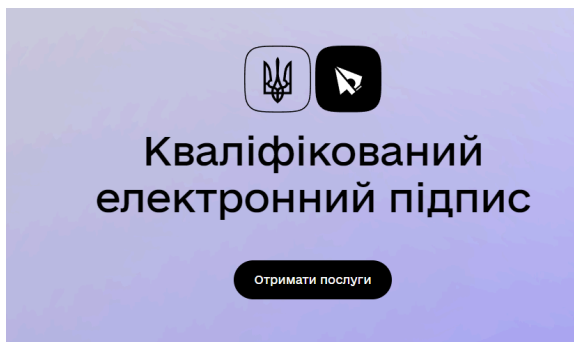 Кваліфікований
електронний підпис
Отримати послуги